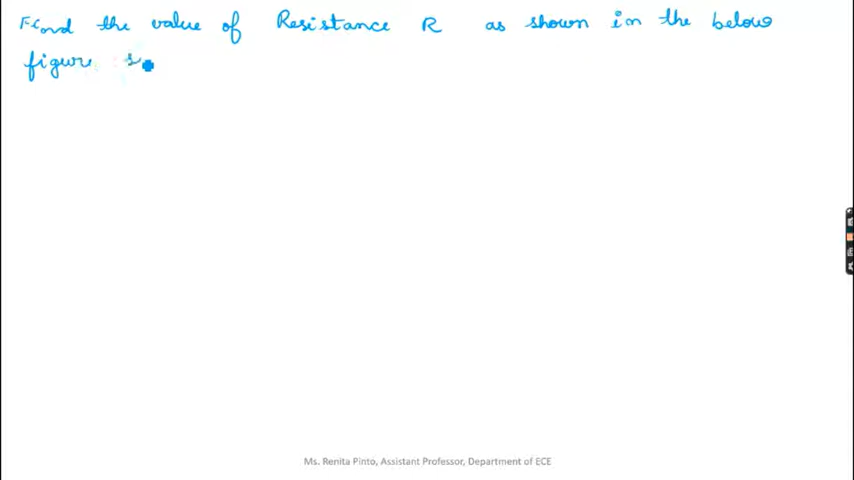 Find the value of Resistance R as shown in the below
figure s
Ms. Renita Pinto, Assistant Professor, Department of ECE